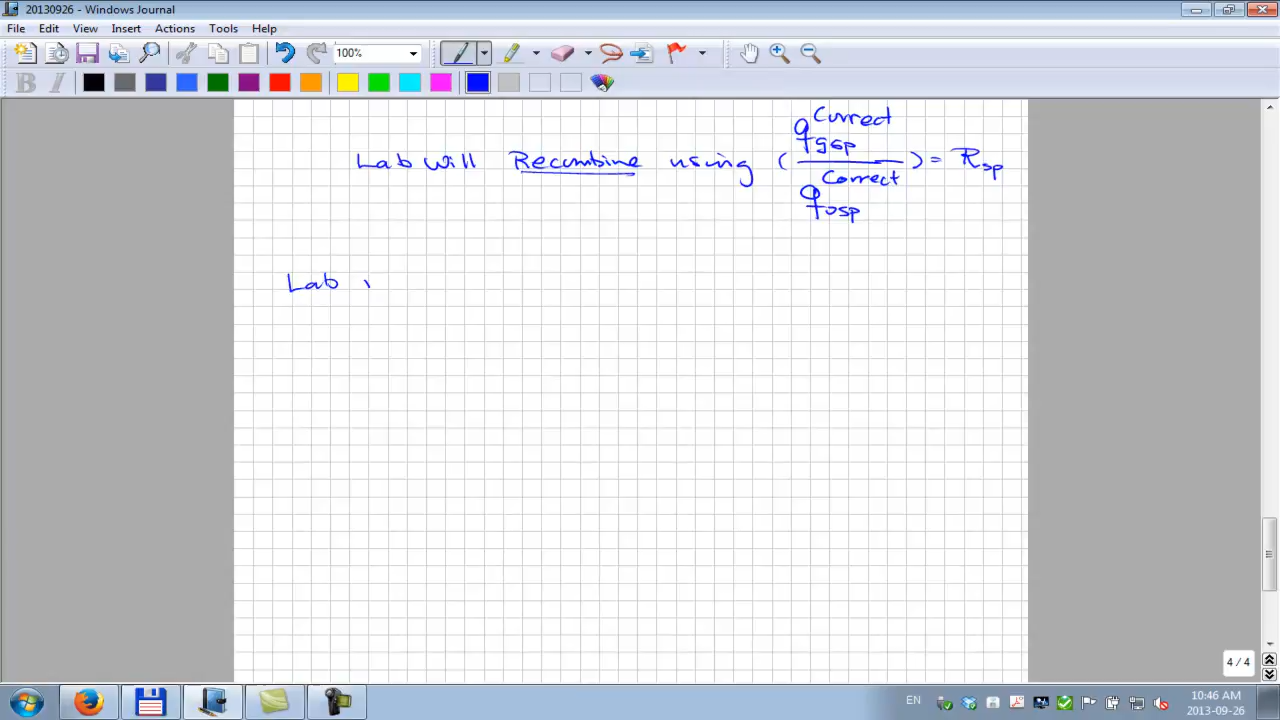 20130926 - Windows Journal
File Edit View Insert Actions Tools Help
100%
Lab will Recombine using ( q gsp Correct / q osp Correct ) = Rsp
Lab
4 / 4
EN
10:46 AM
2013-09-26